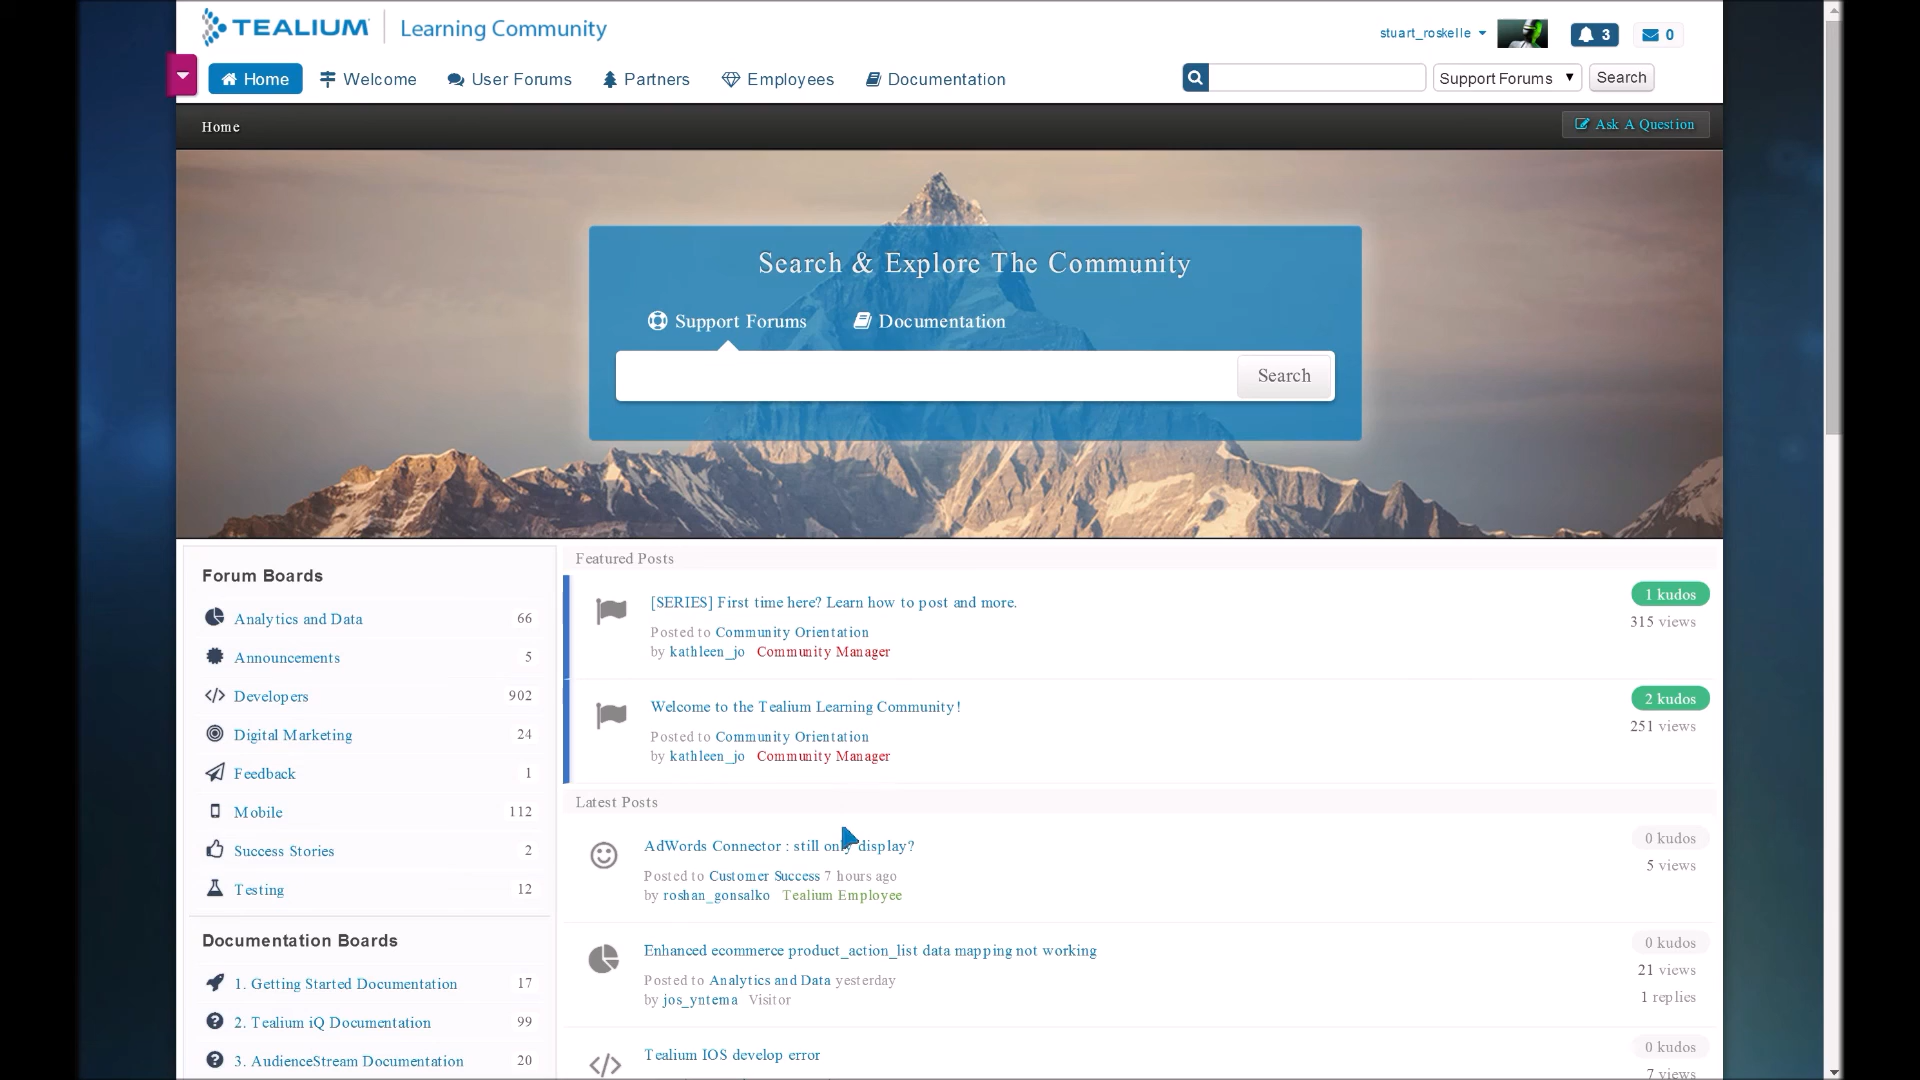 TEALIUM Learning Community
stuart_roskelle 3 0
Home Welcome User Forums Partners Employees Documentation Support Forums Search
Home Ask A Question
Search & Explore The Community
Support Forums Documentation
Search
Forum Boards
Analytics and Data 66
Announcements 5
Developers 902
Digital Marketing 24
Feedback 1
Mobile 112
Success Stories 2
Testing 12
Documentation Boards
1. Getting Started Documentation 17
2. Tealium iQ Documentation 99
3. AudienceStream Documentation 20
Featured Posts
[SERIES] First time here? Learn how to post and more. 1 kudos
315 views
Posted to Community Orientation
by kathleen_jo Community Manager
Welcome to the Tealium Learning Community! 2 kudos
251 views
Posted to Community Orientation
by kathleen_jo Community Manager
Latest Posts
AdWords Connector : still only display? 0 kudos
5 views
Posted to Customer Success 7 hours ago
by roshan_gonsalko Tealium Employee
Enhanced ecommerce product_action_list data mapping not working 0 kudos
21 views
Posted to Analytics and Data yesterday
1 replies
by jos_yntema Visitor
Tealium IOS develop error 0 kudos
7 views